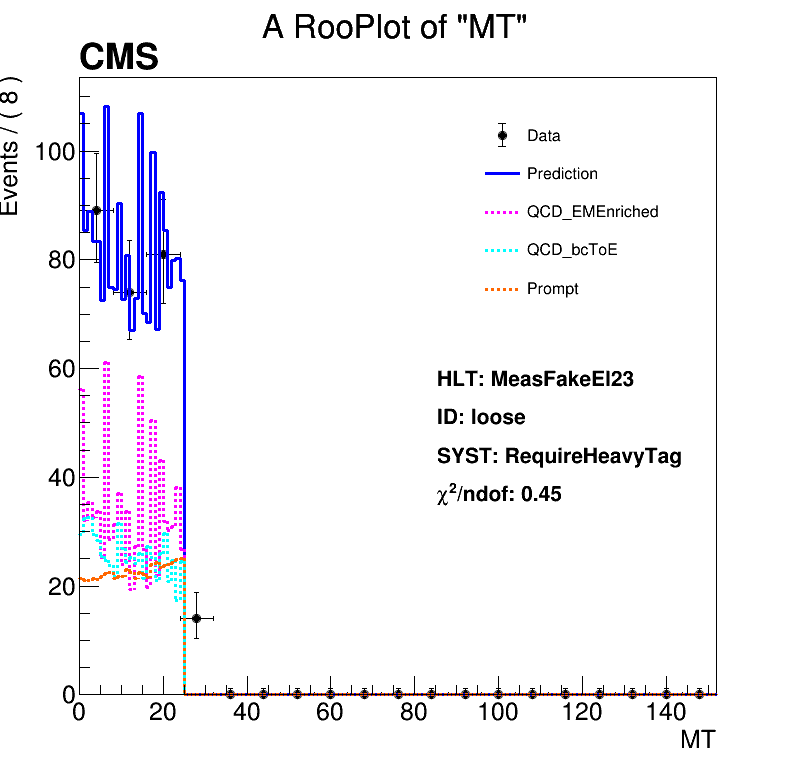 A RooPlot of "MT"
CMS
Events / ( 8 )
100
80
60
40
20
0
Data
Prediction
QCD_EMEnriched
QCD_bcToE
Prompt
HLT: MeasFakeEl23
ID: loose
SYST: RequireHeavyTag
χ²/ndof: 0.45
0 20 40 60 80 100 120 140
MT